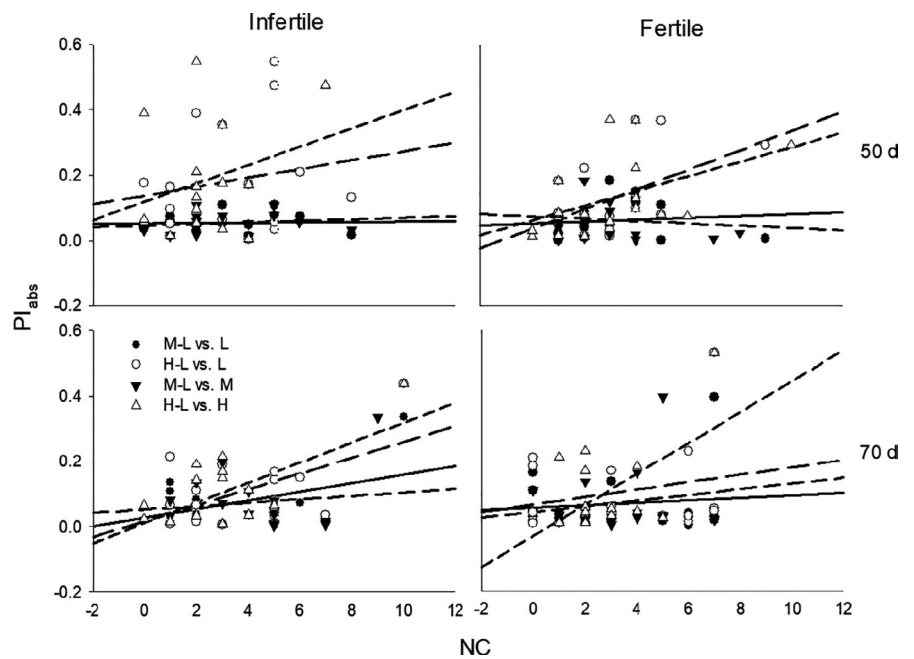 Infertile Fertile
0.6
0.4
0.2
0.0
-0.2
50 d
PI_abs
0.6
0.4
0.2
0.0
-0.2
M-L vs. L
H-L vs. L
M-L vs. M
H-L vs. H
70 d
-2 0 2 4 6 8 10 12 -2 0 2 4 6 8 10 12
NC